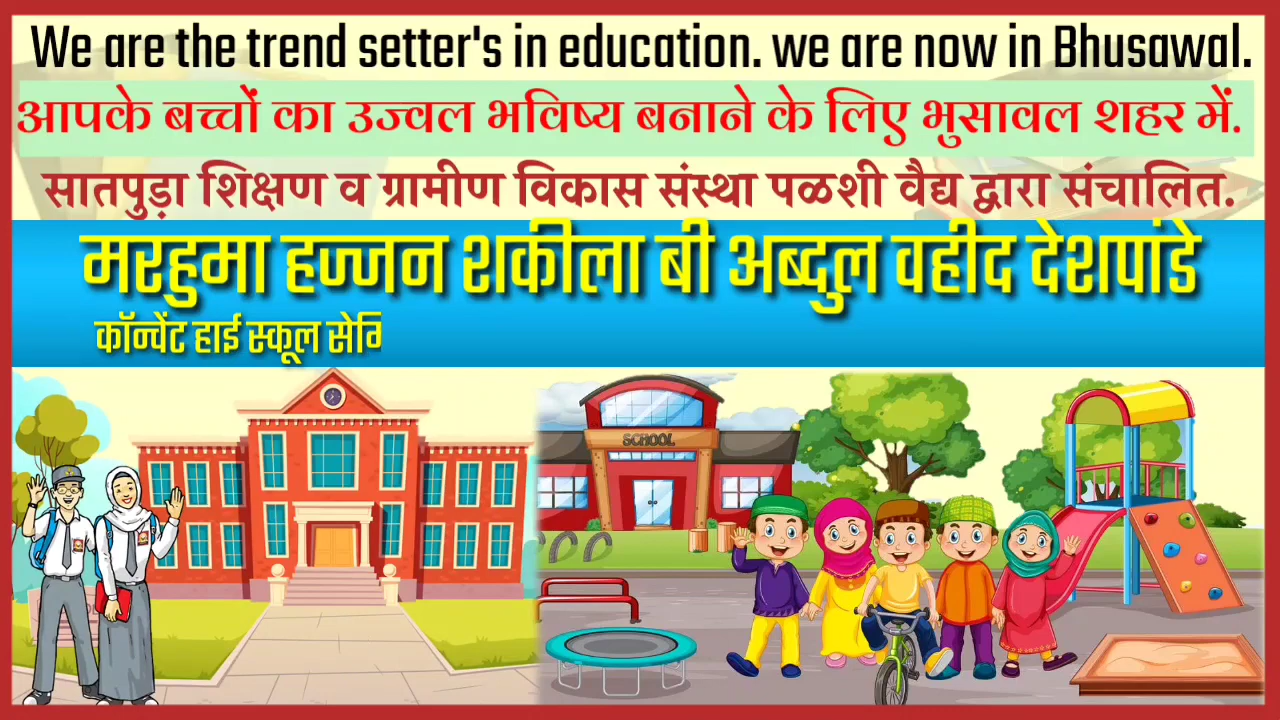 We are the trend setter's in education. we are now in Bhusawal.
आपके बच्चों का उज्वल भविष्य बनाने के लिए भुसावल शहर में.
सातपुड़ा शिक्षण व ग्रामीण विकास संस्था पळशी वैद्य द्वारा संचालित.
मरहुमा हज्जन शकीला बी अब्दुल वहीद देशपांडे
कॉन्वेंट हाई स्कूल
SCHOOL